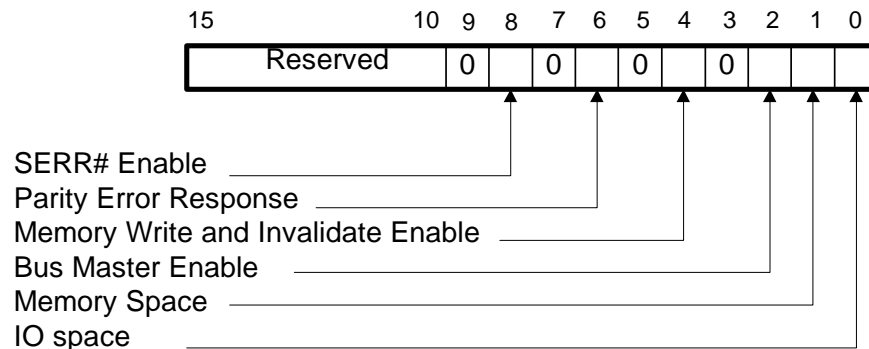 15 10 9 8 7 6 5 4 3 2 1 0
Reserved 0 0 0 0
SERR# Enable
Parity Error Response
Memory Write and Invalidate Enable
Bus Master Enable
Memory Space
IO space